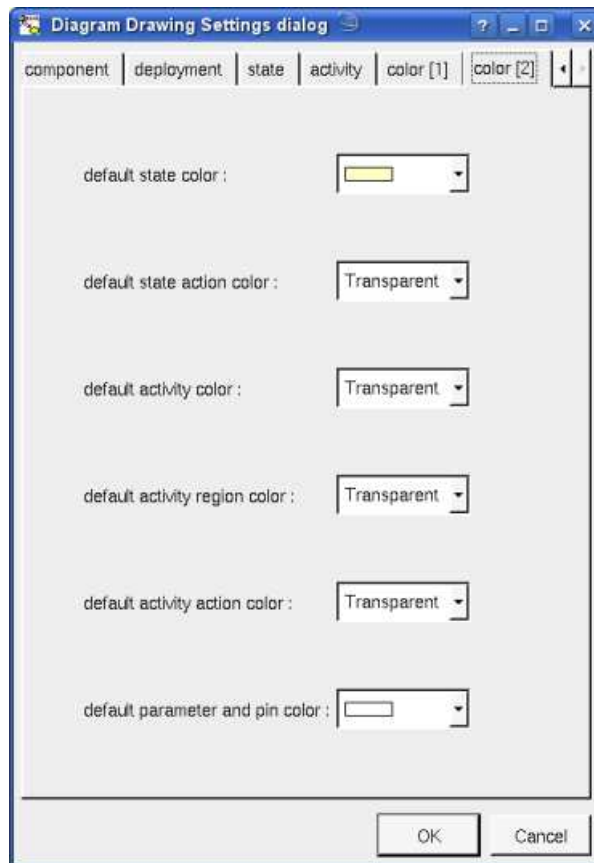 Diagram Drawing Settings dialog ?
component deployment state activity color [1] color [2]
default state color :
default state action color : Transparent
default activity color : Transparent
default activity region color : Transparent
default activity action color : Transparent
default parameter and pin color :
OK Cancel